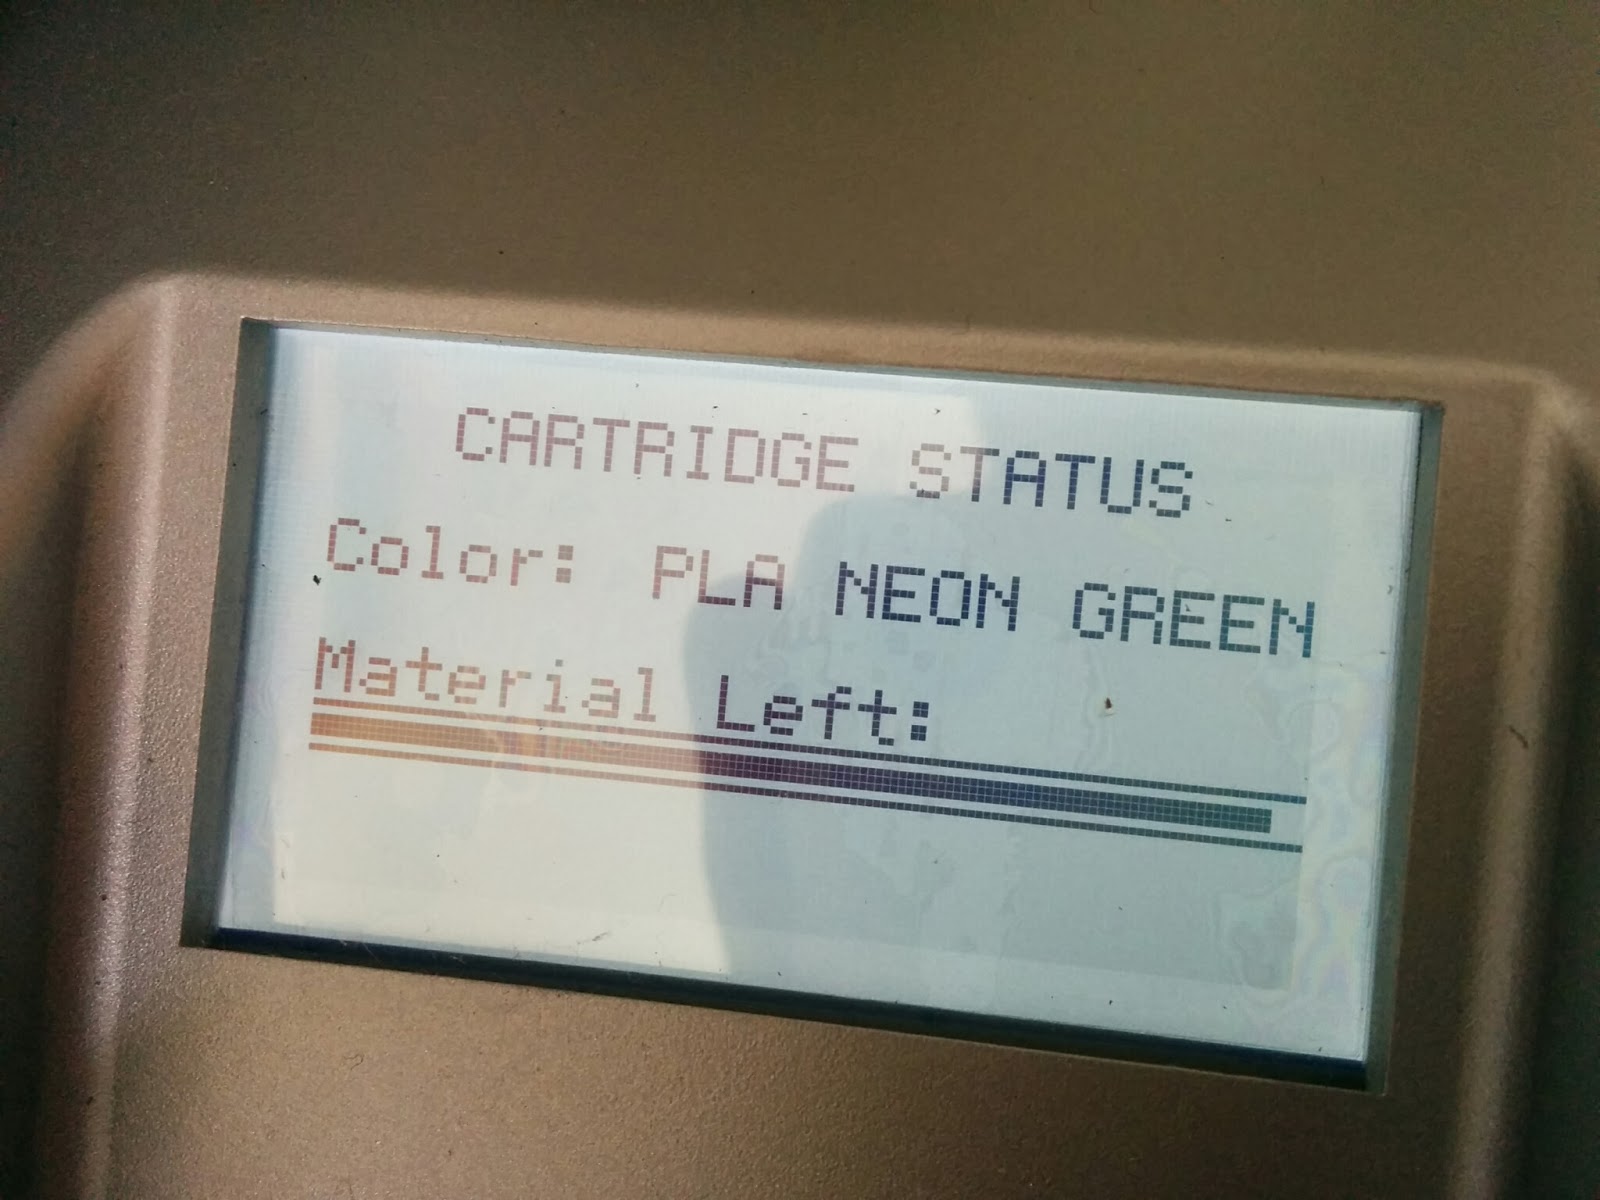 CARTRIDGE STATUS
Color: PLA NEON GREEN
Material Left: